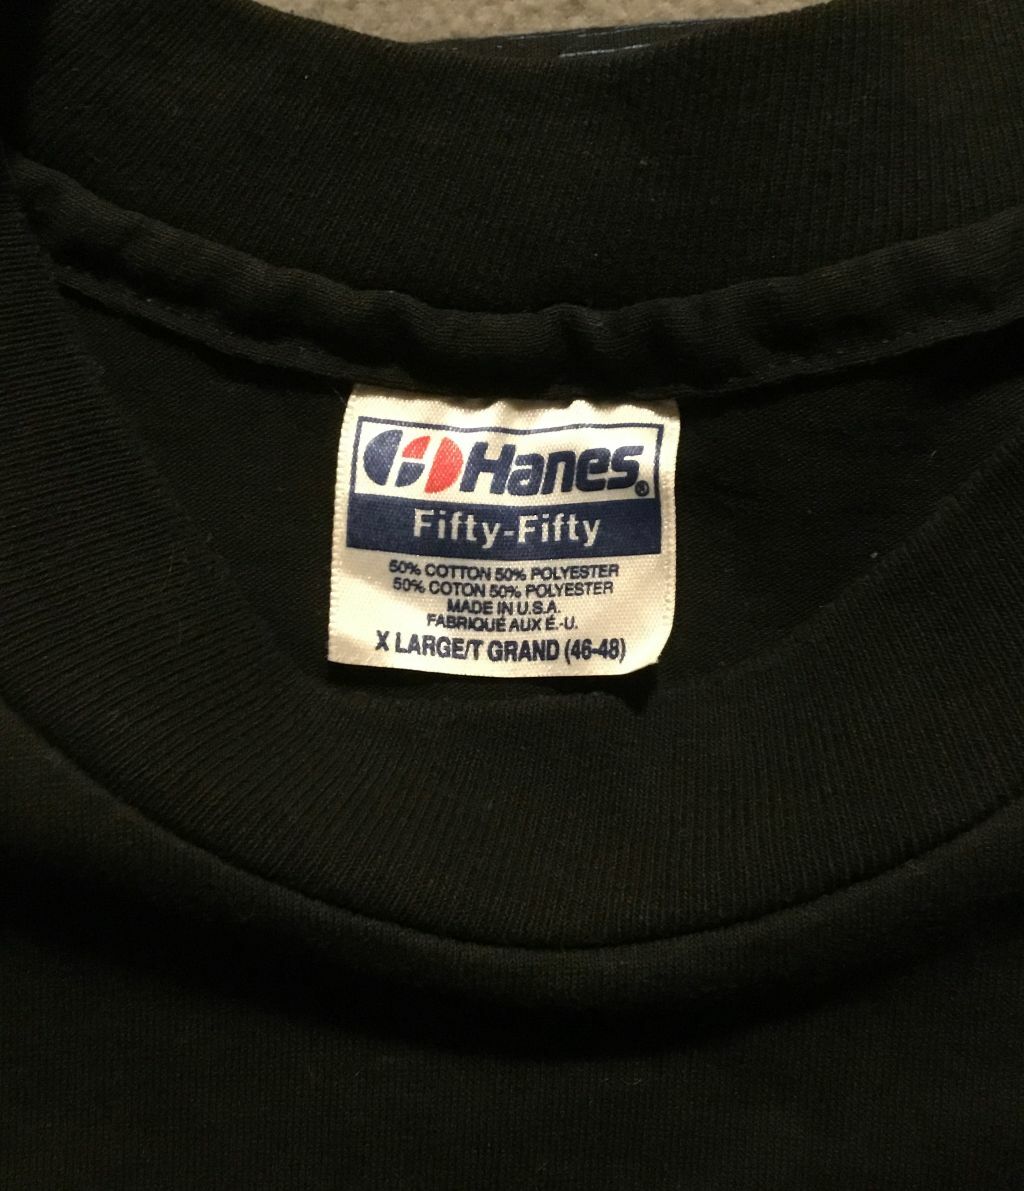 Hanes®
Fifty-Fifty
50% COTTON 50% POLYESTER
50% COTON 50% POLYESTER
MADE IN U.S.A.
FABRIQUÉ AUX É.-U.
X LARGE/T GRAND (46-48)